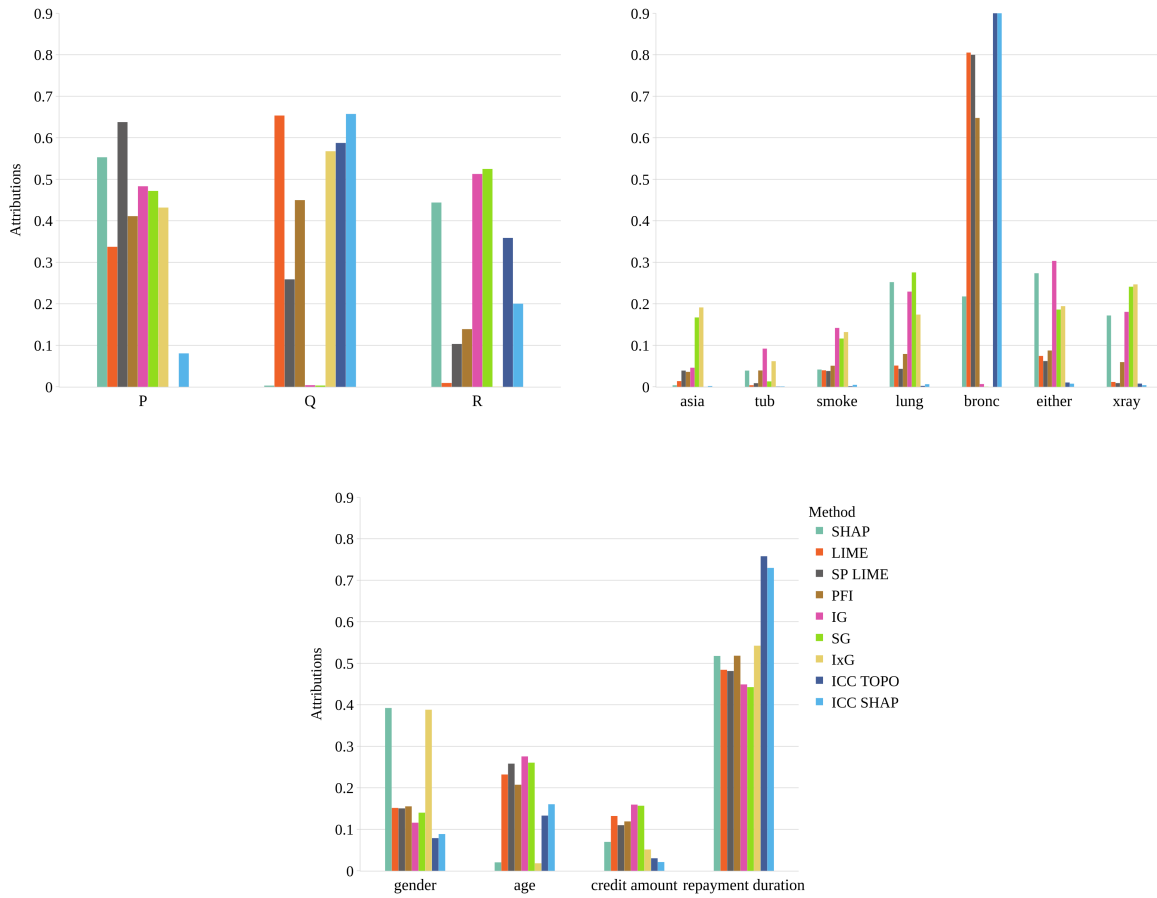 0.9
0.8
0.7
0.6
0.5
0.4
0.3
0.2
0.1
0
Attributions
P Q R
0.9
0.8
0.7
0.6
0.5
0.4
0.3
0.2
0.1
0
asia tub smoke lung bronc either xray
0.9
0.8
0.7
0.6
0.5
0.4
0.3
0.2
0.1
0
Attributions
gender age credit amount repayment duration
Method
SHAP
LIME
SP LIME
PFI
IG
SG
IxG
ICC TOPO
ICC SHAP